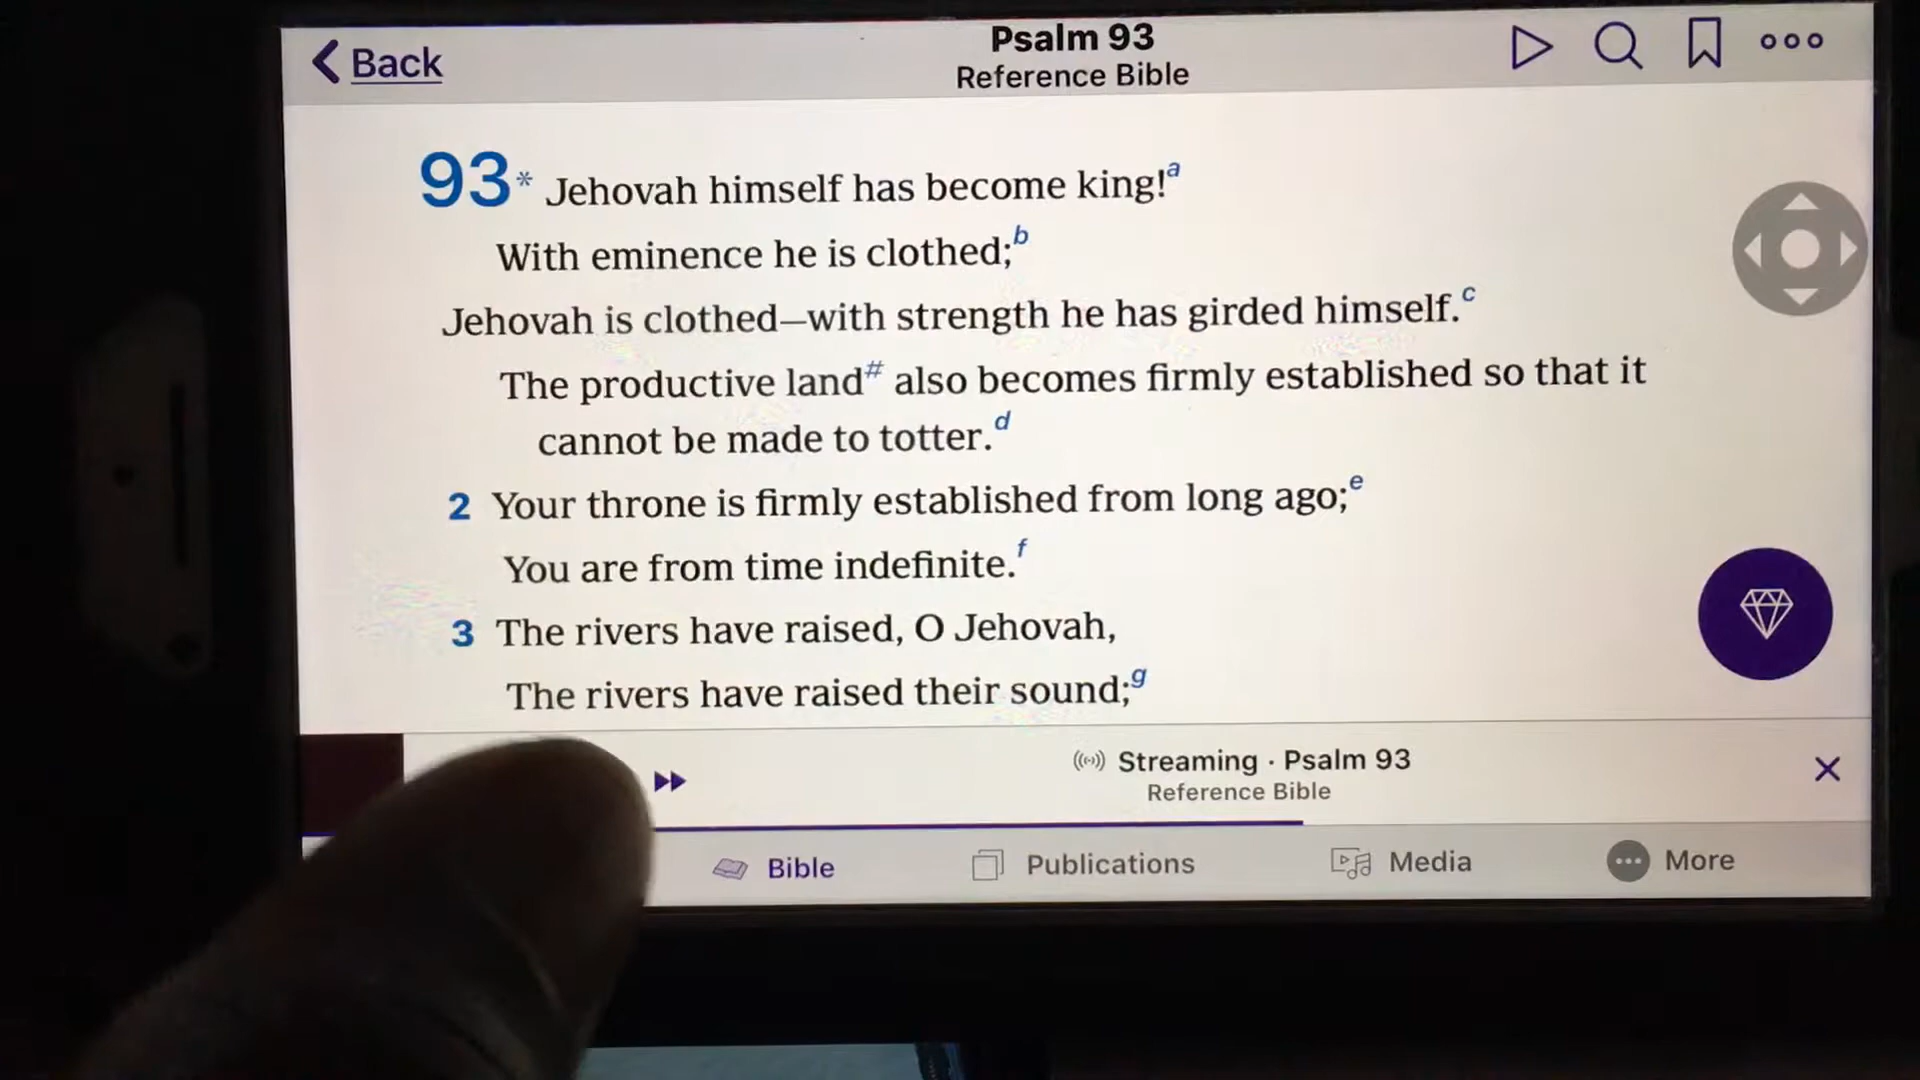 Back
Psalm 93
Reference Bible
93* Jehovah himself has become king!a
With eminence he is clothed;b
Jehovah is clothed—with strength he has girded himself.c
The productive land# also becomes firmly established so that it
cannot be made to totter.d
2 Your throne is firmly established from long ago;e
You are from time indefinite.f
3 The rivers have raised, O Jehovah,
The rivers have raised their sound;g
Streaming · Psalm 93
Reference Bible
Bible
Publications
Media
More